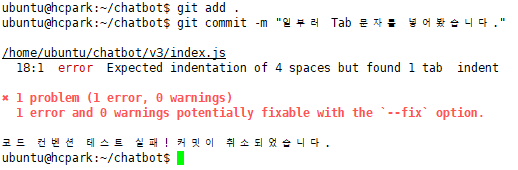 ubuntu@hcpark:~/chatbot$ git add .
ubuntu@hcpark:~/chatbot$ git commit -m "일부러 Tab 문자를 넣어봤습니다."
/home/ubuntu/chatbot/v3/index.js
18:1  error  Expected indentation of 4 spaces but found 1 tab  indent
✖ 1 problem (1 error, 0 warnings)
1 error and 0 warnings potentially fixable with the `--fix` option.
코드 컨벤션 테스트 실패! 커밋이 취소되었습니다.
ubuntu@hcpark:~/chatbot$